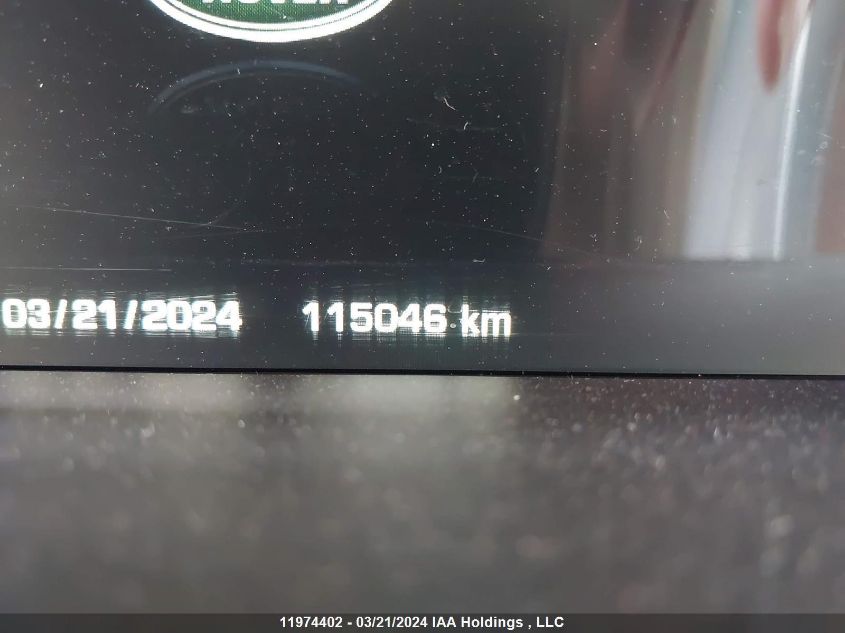 03/21/2024 115046 km
11974402 - 03/21/2024 IAA Holdings , LLC